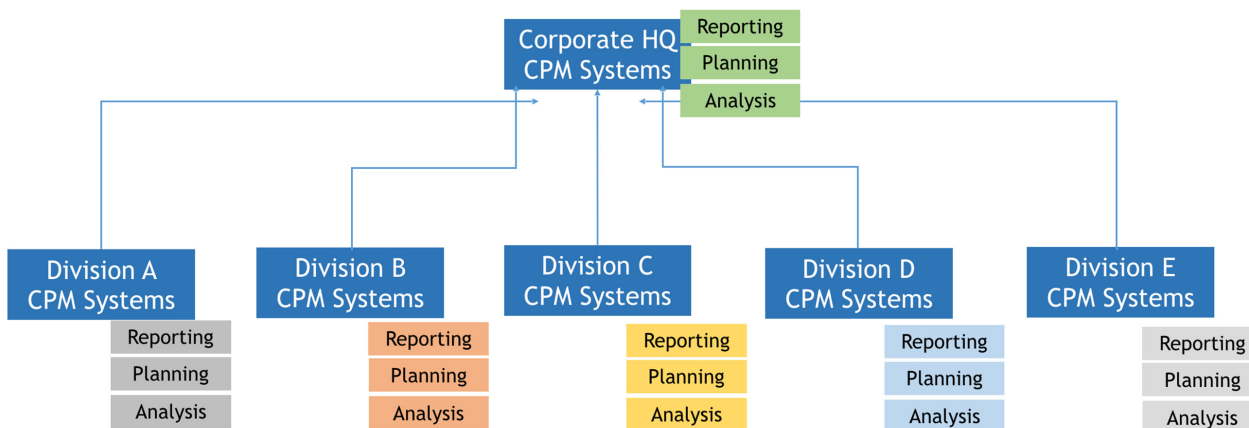 Corporate HQ
CPM Systems
Reporting
Planning
Analysis
Division A
CPM Systems
Reporting
Planning
Analysis
Division B
CPM Systems
Reporting
Planning
Analysis
Division C
CPM Systems
Reporting
Planning
Analysis
Division D
CPM Systems
Reporting
Planning
Analysis
Division E
CPM Systems
Reporting
Planning
Analysis